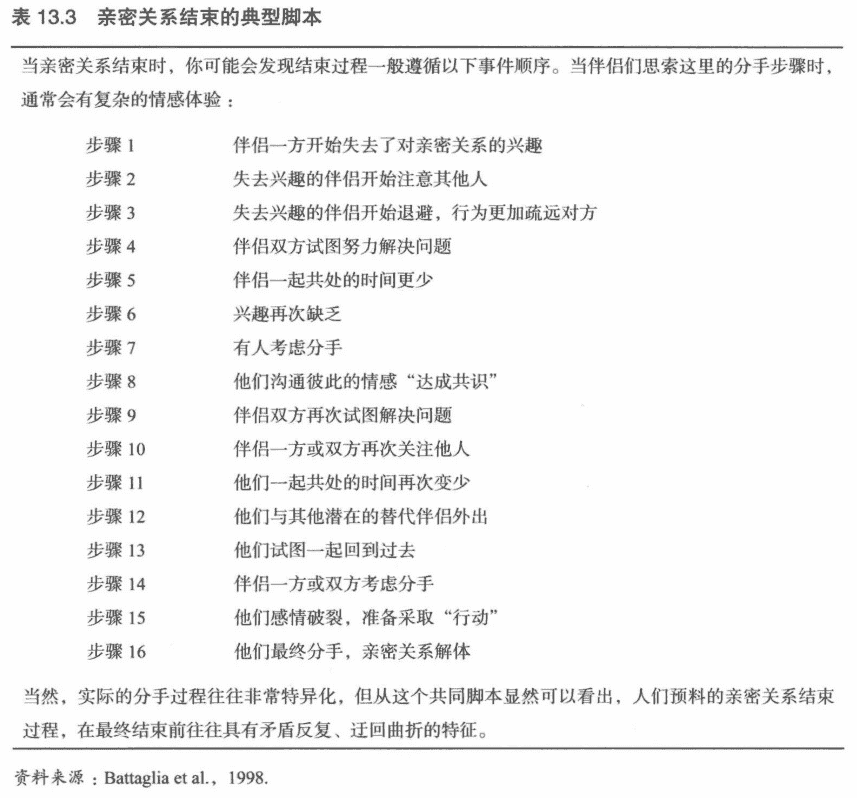 表 13.3 亲密关系结束的典型脚本
当亲密关系结束时，你可能会发现结束过程一般遵循以下事件顺序。当伴侣们思索这里的分手步骤时，
通常会有复杂的情感体验：
步骤 1 伴侣一方开始失去了对亲密关系的兴趣
步骤 2 失去兴趣的伴侣开始注意其他人
步骤 3 失去兴趣的伴侣开始退避，行为更加疏远对方
步骤 4 伴侣双方试图努力解决问题
步骤 5 伴侣一起共处的时间更少
步骤 6 兴趣再次缺乏
步骤 7 有人考虑分手
步骤 8 他们沟通彼此的情感“达成共识”
步骤 9 伴侣双方再次试图解决问题
步骤 10 伴侣一方或双方再次关注他人
步骤 11 他们一起共处的时间再次变少
步骤 12 他们与其他潜在的替代伴侣外出
步骤 13 他们试图一起回到过去
步骤 14 伴侣一方或双方考虑分手
步骤 15 他们感情破裂，准备采取“行动”
步骤 16 他们最终分手，亲密关系解体
当然，实际的分手过程往往非常特异化，但从这个共同脚本显然可以看出，人们预料的亲密关系结束
过程，在最终结束前往往具有矛盾反复、迂回曲折的特征。
资料来源：Battaglia et al., 1998.